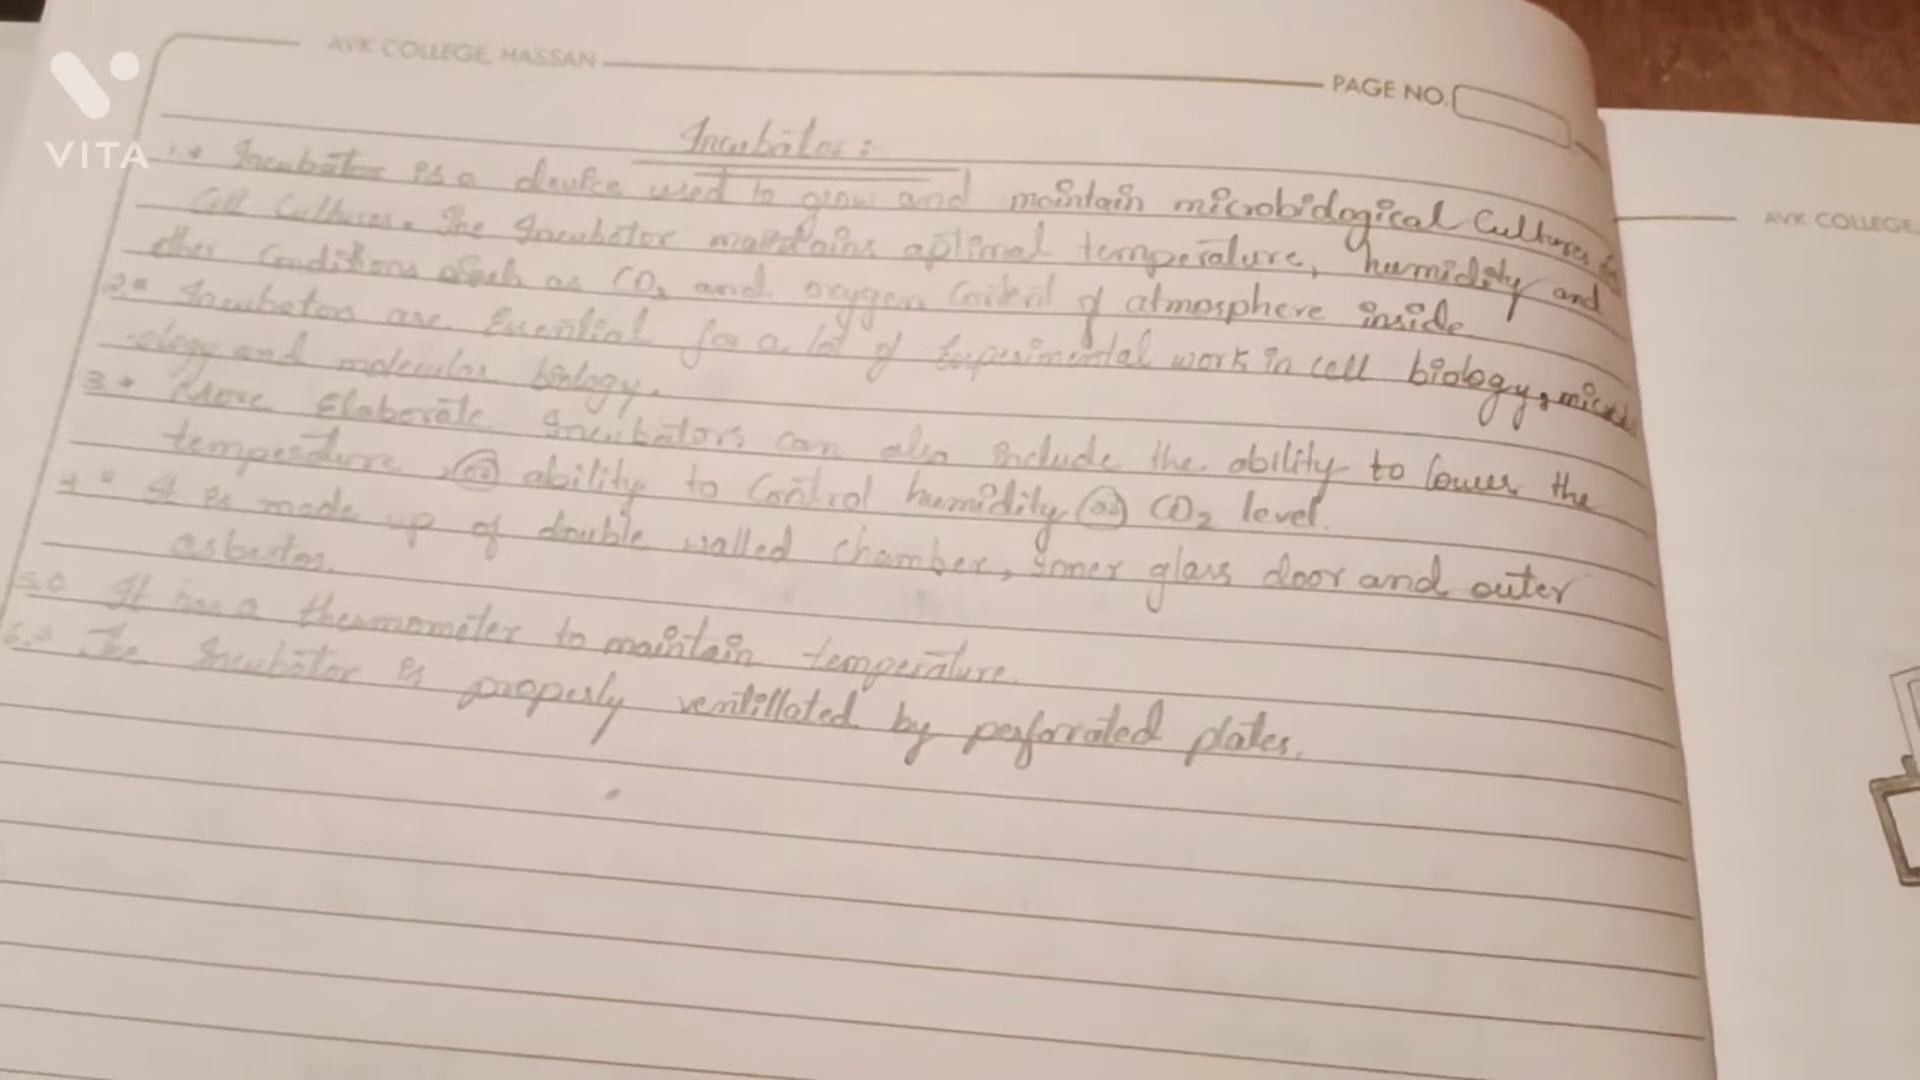 AVK COLLEGE, HASSAN
PAGE NO.
VITA
Incubator :
1. Incubator is a device used to grow and maintain microbiological Cultures
Cell Cultures. The Incubator maintains optimal temperature, humidity and
other Conditions such as CO2 and oxygen Content of atmosphere inside
2. Incubators are Essential for a lot of Experimental work in cell biology, micro
-ology and molecular biology.
3. More Elaborate Incubators can also include the ability to lower the
temperature or ability to Control humidity or CO2 level.
4. It is made up of double walled chamber, Inner glass door and outer
asbestos.
5. It has a thermometer to maintain temperature.
6. The Incubator is properly ventillated by perforrated plates.
AVK COLLEGE